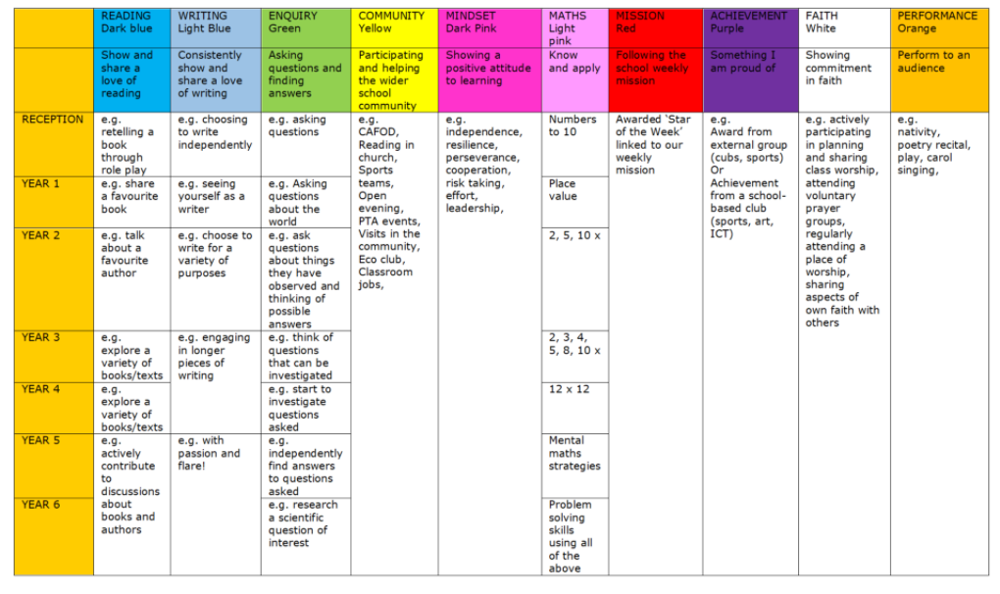 READING
Dark blue
WRITING
Light Blue
ENQUIRY
Green
COMMUNITY
Yellow
MINDSET
Dark Pink
MATHS
Light
pink
MISSION
Red
ACHIEVEMENT
Purple
FAITH
White
PERFORMANCE
Orange
Show and
share a
love of
reading
Consistently
show and
share a love
of writing
Asking
questions and
finding
answers
Participating
and helping
the wider
school
community
Showing a
positive attitude
to learning
Know
and apply
Following the
school weekly
mission
Something I
am proud of
Showing
commitment
in faith
Perform to an
audience
RECEPTION
e.g.
retelling a
book
through
role play
e.g. choosing
to write
independently
e.g. asking
questions
e.g.
CAFOD,
Reading in
church,
Sports
teams,
Open
evening,
PTA events,
Visits in the
community,
Eco club,
Classroom
jobs,
e.g.
independence,
resilience,
perseverance,
cooperation,
risk taking,
effort,
leadership,
Numbers
to 10
Awarded ‘Star
of the Week’
linked to our
weekly
mission
e.g.
Award from
external group
(cubs, sports)
Or
Achievement
from a school-
based club
(sports, art,
ICT)
e.g. actively
participating
in planning
and sharing
class worship,
attending
voluntary
prayer
groups,
regularly
attending a
place of
worship,
sharing
aspects of
own faith with
others
e.g.
nativity,
poetry recital,
play, carol
singing,
YEAR 1
e.g. share
a favourite
book
e.g. seeing
yourself as a
writer
e.g. Asking
questions
about the
world
Place
value
YEAR 2
e.g. talk
about a
favourite
author
e.g. choose to
write for a
variety of
purposes
e.g. ask
questions
about things
they have
observed and
thinking of
possible
answers
2, 5, 10 x
YEAR 3
e.g.
explore a
variety of
books/texts
e.g. engaging
in longer
pieces of
writing
e.g. think of
questions
that can be
investigated
2, 3, 4,
5, 8, 10 x
YEAR 4
e.g.
explore a
variety of
books/texts
e.g. start to
investigate
questions
asked
12 x 12
YEAR 5
e.g.
actively
contribute
to
discussions
about
books and
authors
e.g. with
passion and
flare!
e.g.
independently
find answers
to questions
asked
Mental
maths
strategies
YEAR 6
e.g. research
a scientific
question of
interest
Problem
solving
skills
using all
of the
above